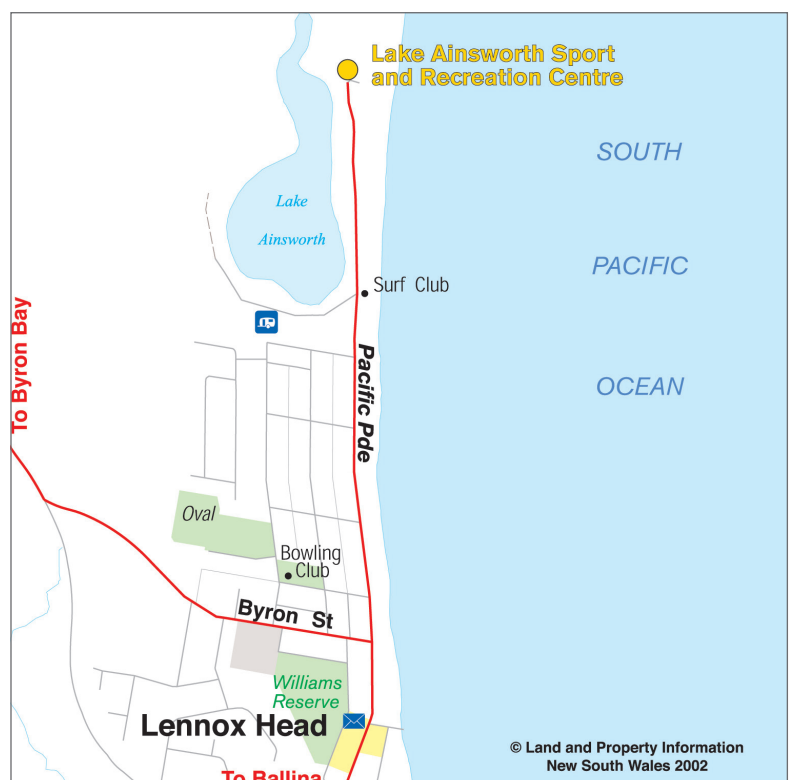 Lake Ainsworth Sport
and Recreation Centre
SOUTH
Lake
Ainsworth
PACIFIC
Surf Club
To Byron Bay
Pacific Pde
OCEAN
Oval
Bowling
Club
Byron St
Williams
Reserve
Lennox Head
© Land and Property Information
New South Wales 2002
To Ballina